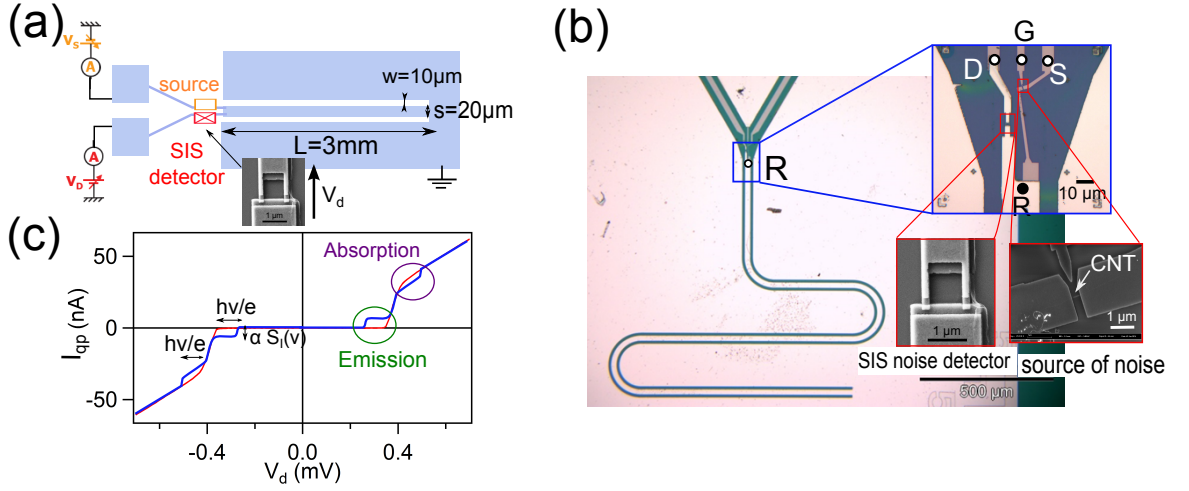 (a)
V_S
A
source
w=10μm
s=20μm
L=3mm
SIS
detector
A
V_D
1 μm
V_d
(b)
G
D
S
R
10 μm
R
CNT
1 μm
1 μm
SIS noise detector
source of noise
500 μm
(c)
50
0
-50
I_qp (nA)
Absorption
hν/e
hν/e
α S_I(ν)
Emission
-0.4
0.0
0.4
V_d (mV)